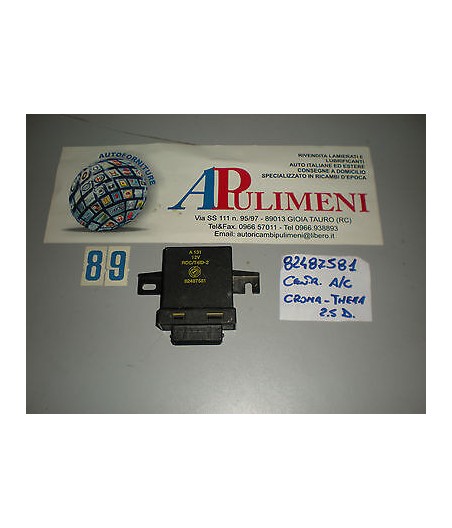 RIVENDITA LAMIERATI E
LUBRIFICANTI
AUTO ITALIANE ED ESTERE
CONSEGNE A DOMICILIO
SPECIALIZZATO IN RICAMBI D'EPOCA
AUTOFORNITURE
APULIMENI
Via SS 111 n. 95/97 - 89013 GIOIA TAURO (RC)
Tel&Fax. 0966 57011 - Tel 0966.938893
Email: autoricambipulimeni@libero.it
89
A 131
12V
82487581
82487581
CENTR. A/C
CROMA-THEMA
2.5 D.